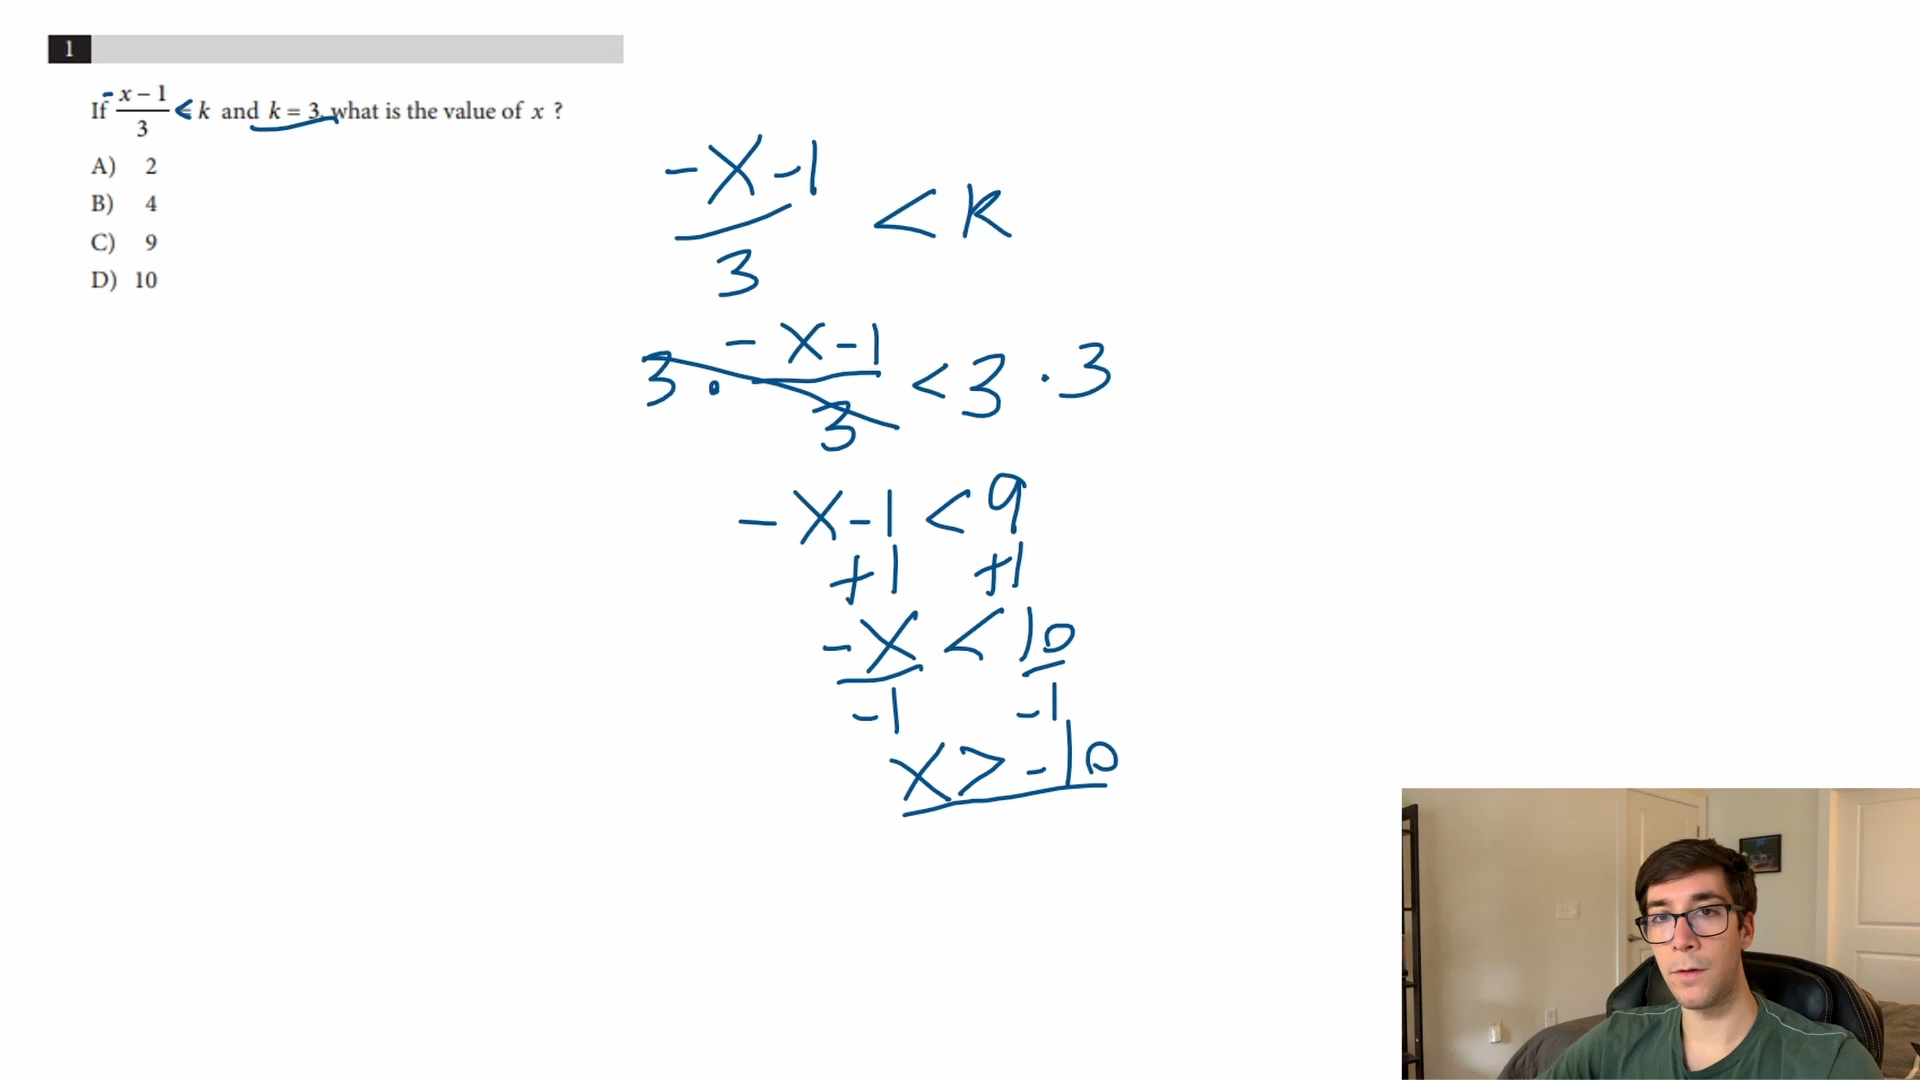 1
If -x − 1 / 3 < k and k = 3, what is the value of x ?
A) 2
B) 4
C) 9
D) 10
-x-1 / 3 < k
3 · -x-1 / 3 < 3 · 3
-x-1 < 9
+1 +1
-x < 10
-1 -1
x > -10